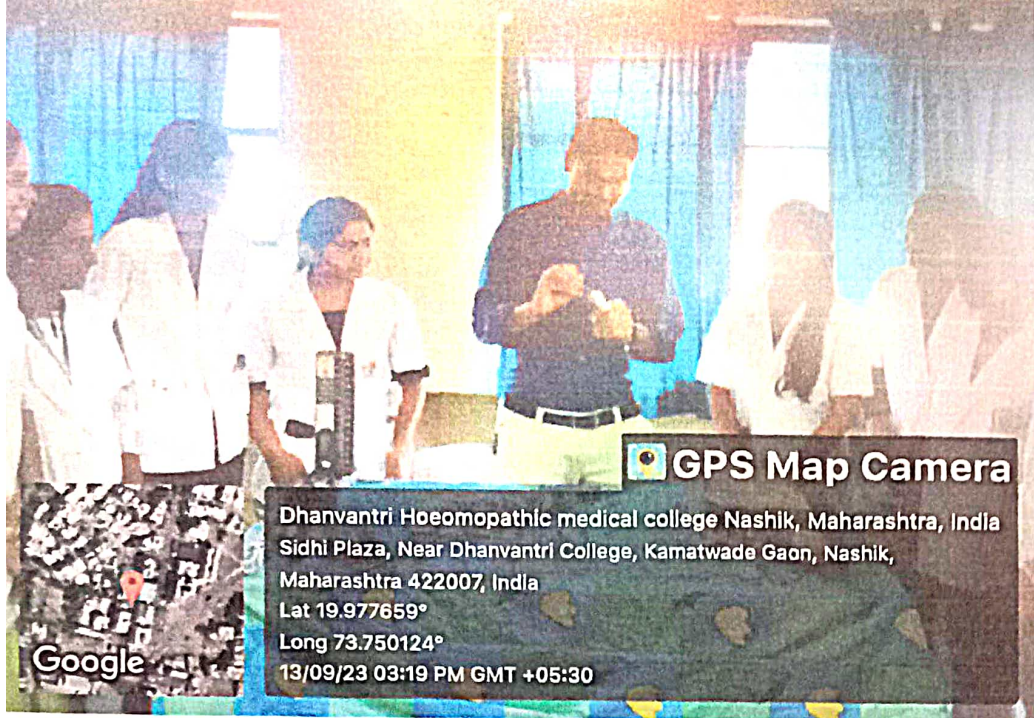 GPS Map Camera
Dhanvantri Hoeomopathic medical college Nashik, Maharashtra, India
Sidhi Plaza, Near Dhanvantri College, Kamatwade Gaon, Nashik,
Maharashtra 422007, India
Lat 19.977659°
Long 73.750124°
13/09/23 03:19 PM GMT +05:30
Google